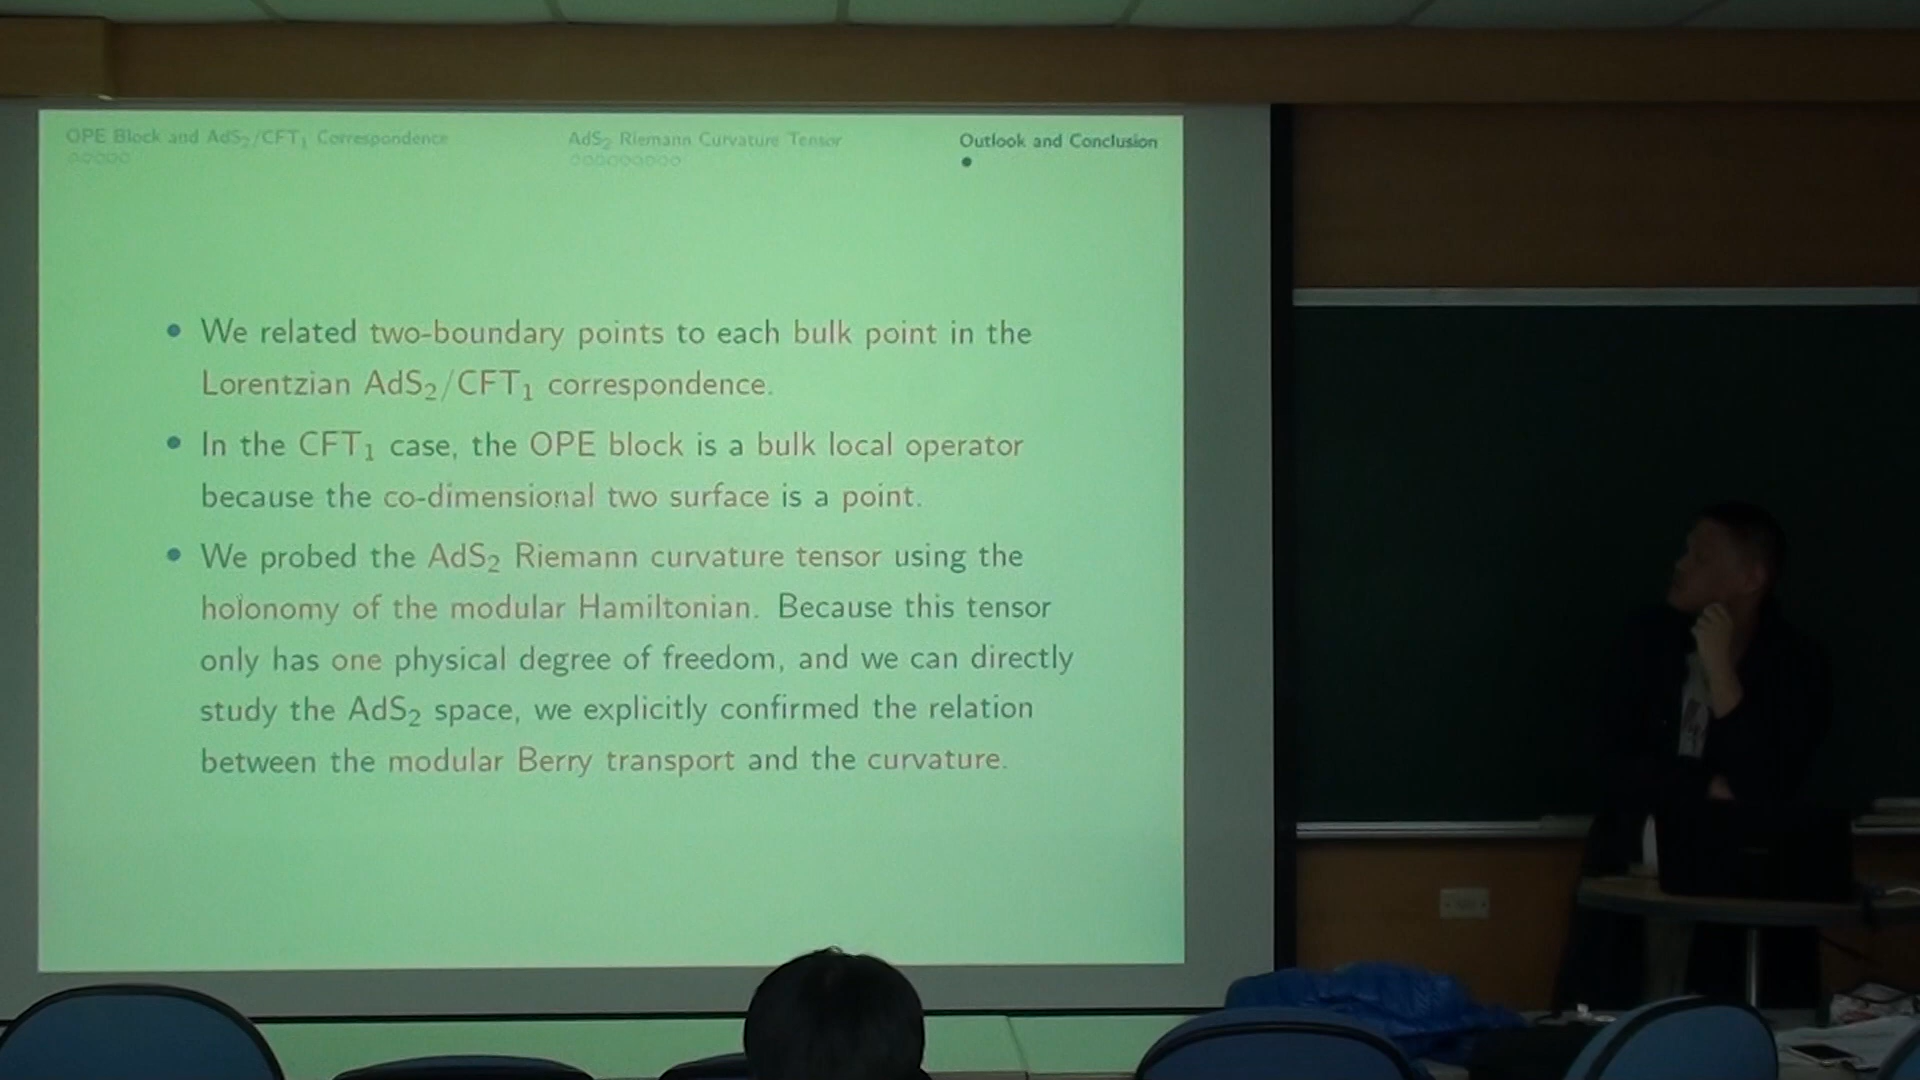 OPE Block and AdS₂/CFT₁ Correspondence
AdS₂ Riemann Curvature Tensor
Outlook and Conclusion
• We related two-boundary points to each bulk point in the
Lorentzian AdS₂/CFT₁ correspondence.
• In the CFT₁ case, the OPE block is a bulk local operator
because the co-dimensional two surface is a point.
• We probed the AdS₂ Riemann curvature tensor using the
holonomy of the modular Hamiltonian. Because this tensor
only has one physical degree of freedom, and we can directly
study the AdS₂ space, we explicitly confirmed the relation
between the modular Berry transport and the curvature.